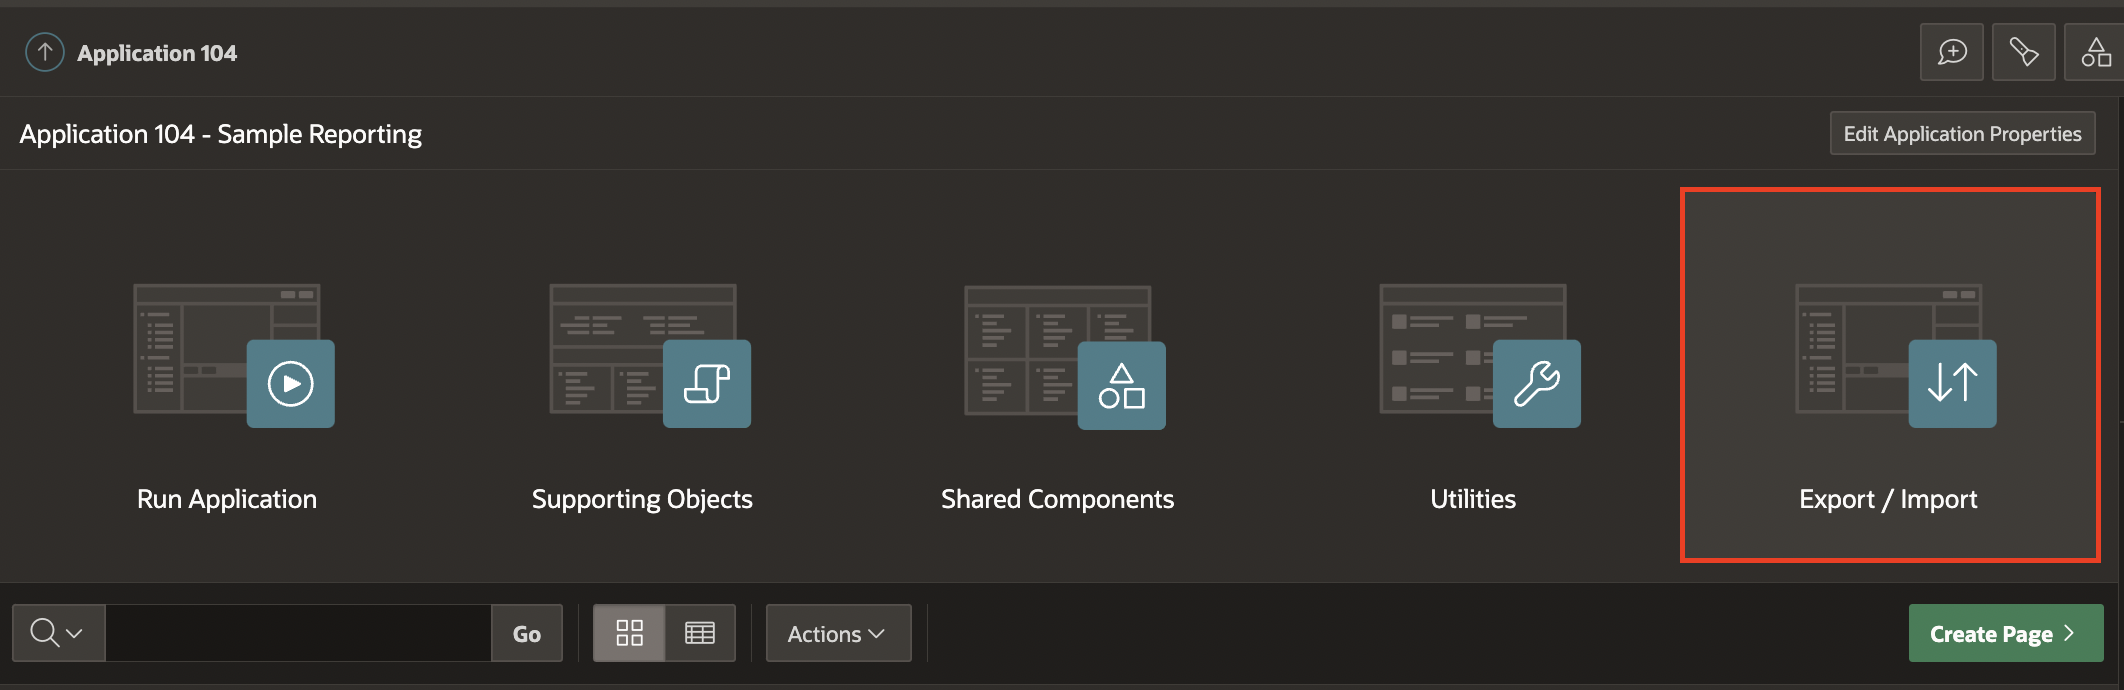 Application 104
Application 104 - Sample Reporting
Edit Application Properties
Run Application
Supporting Objects
Shared Components
Utilities
Export / Import
Go
Actions
Create Page